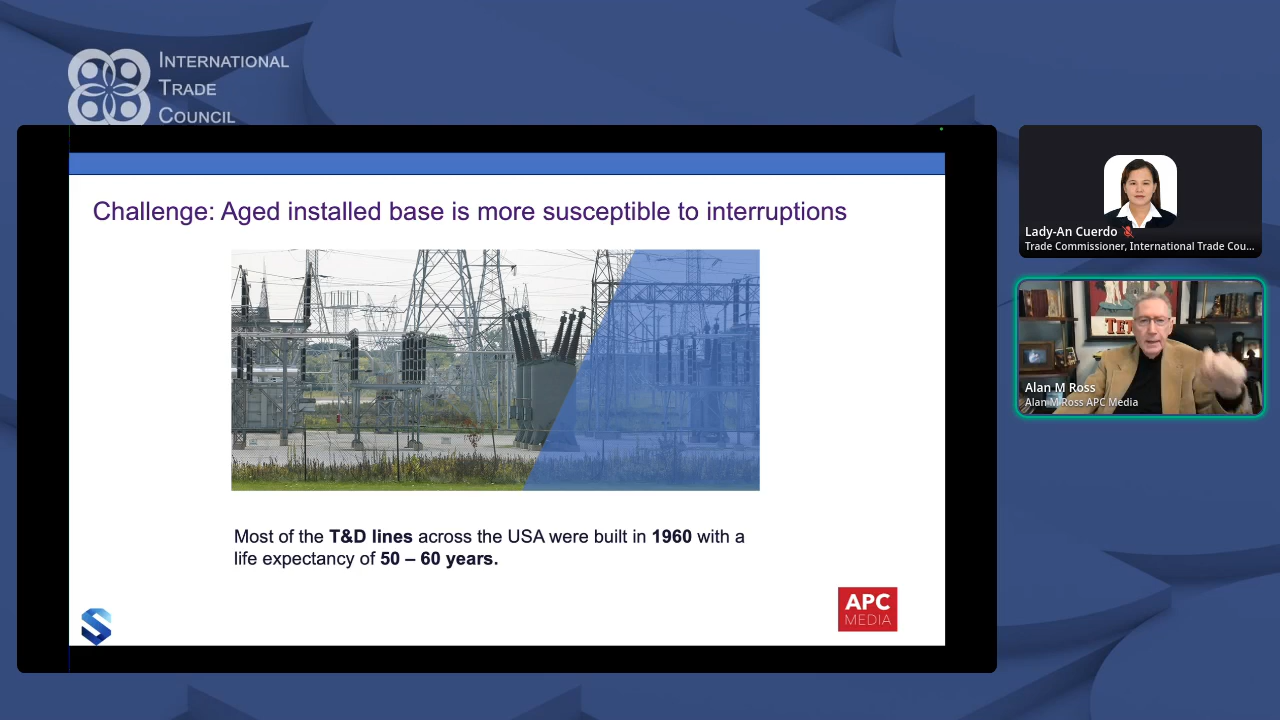 INTERNATIONAL
TRADE
COUNCIL
Challenge: Aged installed base is more susceptible to interruptions
Most of the T&D lines across the USA were built in 1960 with a
life expectancy of 50 – 60 years.
APC
MEDIA
Lady-An Cuerdo
Trade Commissioner, International Trade Cou...
Alan M Ross
Alan M Ross APC Media